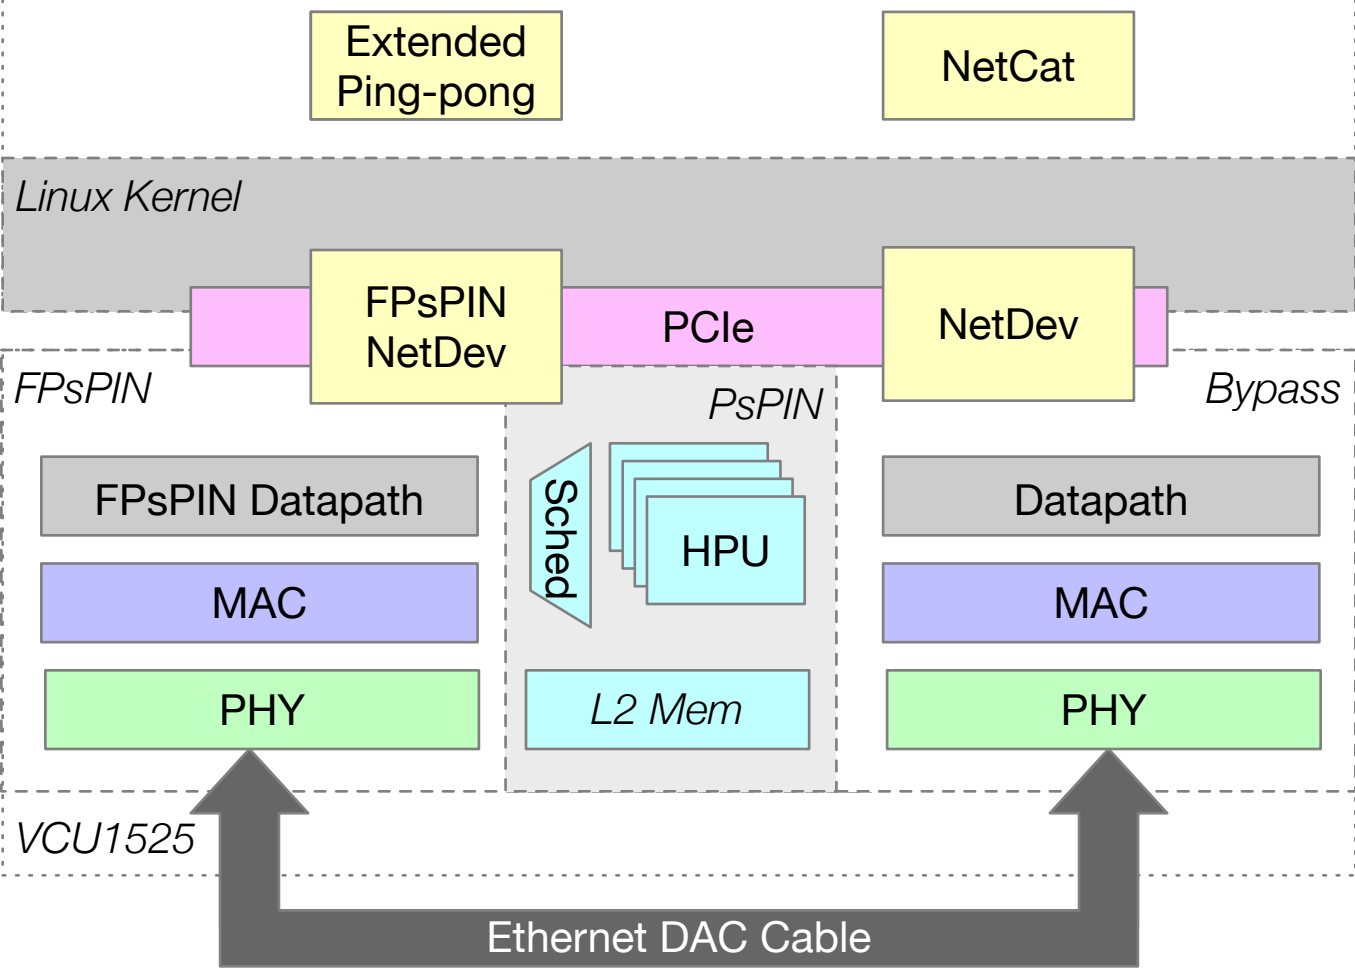 Extended
Ping-pong
NetCat
Linux Kernel
FPsPIN
NetDev
PCIe
NetDev
FPsPIN
PsPIN
Bypass
FPsPIN Datapath
Sched
HPU
Datapath
MAC
MAC
PHY
L2 Mem
PHY
VCU1525
Ethernet DAC Cable